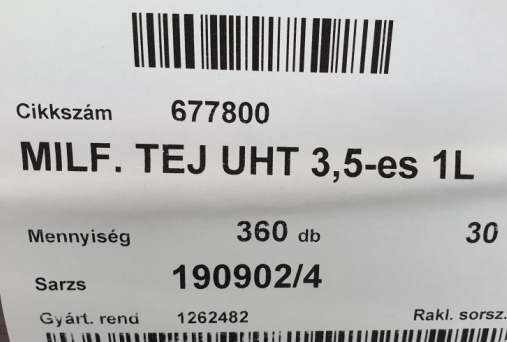 Cikkszám 677800
MILF. TEJ UHT 3,5-es 1L
Mennyiség 360 db 30
Sarzs 190902/4
Gyárt. rend 1262482 Rakl. sorsz.